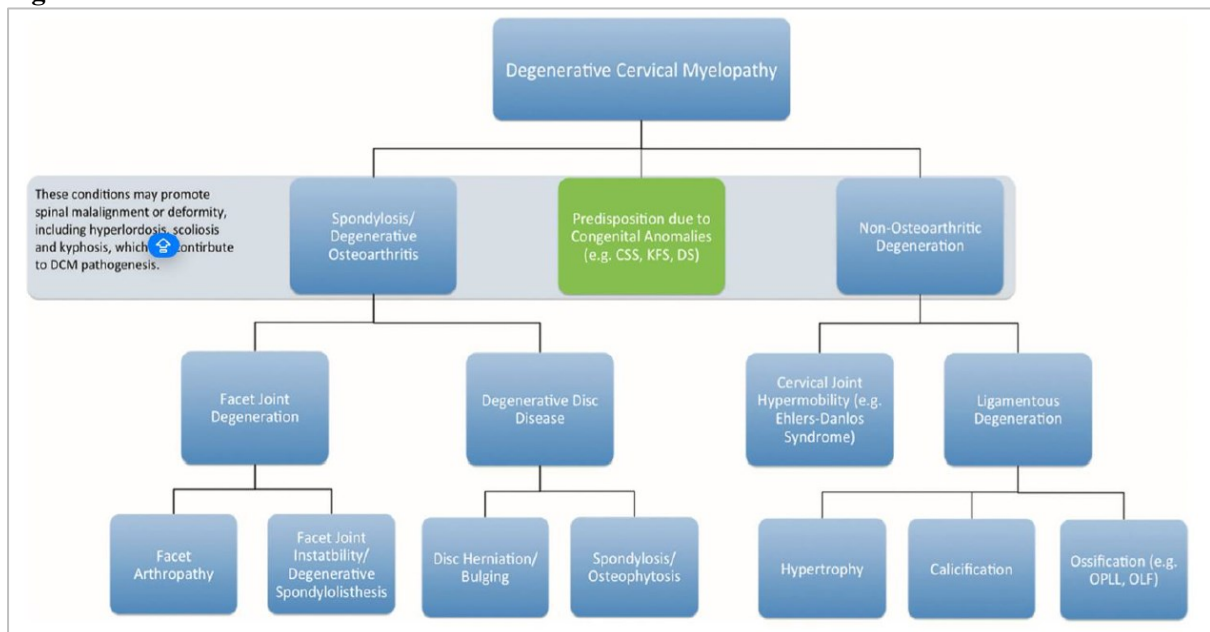 Degenerative Cervical Myelopathy
These conditions may promote
spinal malalignment or deformity,
including hyperlordosis, scoliosis
and kyphosis, which contirbute
to DCM pathogenesis.
Spondylosis/
Degenerative
Osteoarthritis
Predisposition due to
Congenital Anomalies
(e.g. CSS, KFS, DS)
Non-Osteoarthritic
Degeneration
Facet Joint
Degeneration
Degenerative Disc
Disease
Cervical Joint
Hypermobility (e.g.
Ehlers-Danlos
Syndrome)
Ligamentous
Degeneration
Facet
Arthropathy
Facet Joint
Instatbility/
Degenerative
Spondylolisthesis
Disc Herniation/
Bulging
Spondylosis/
Osteophytosis
Hypertrophy
Calicification
Ossification (e.g.
OPLL, OLF)